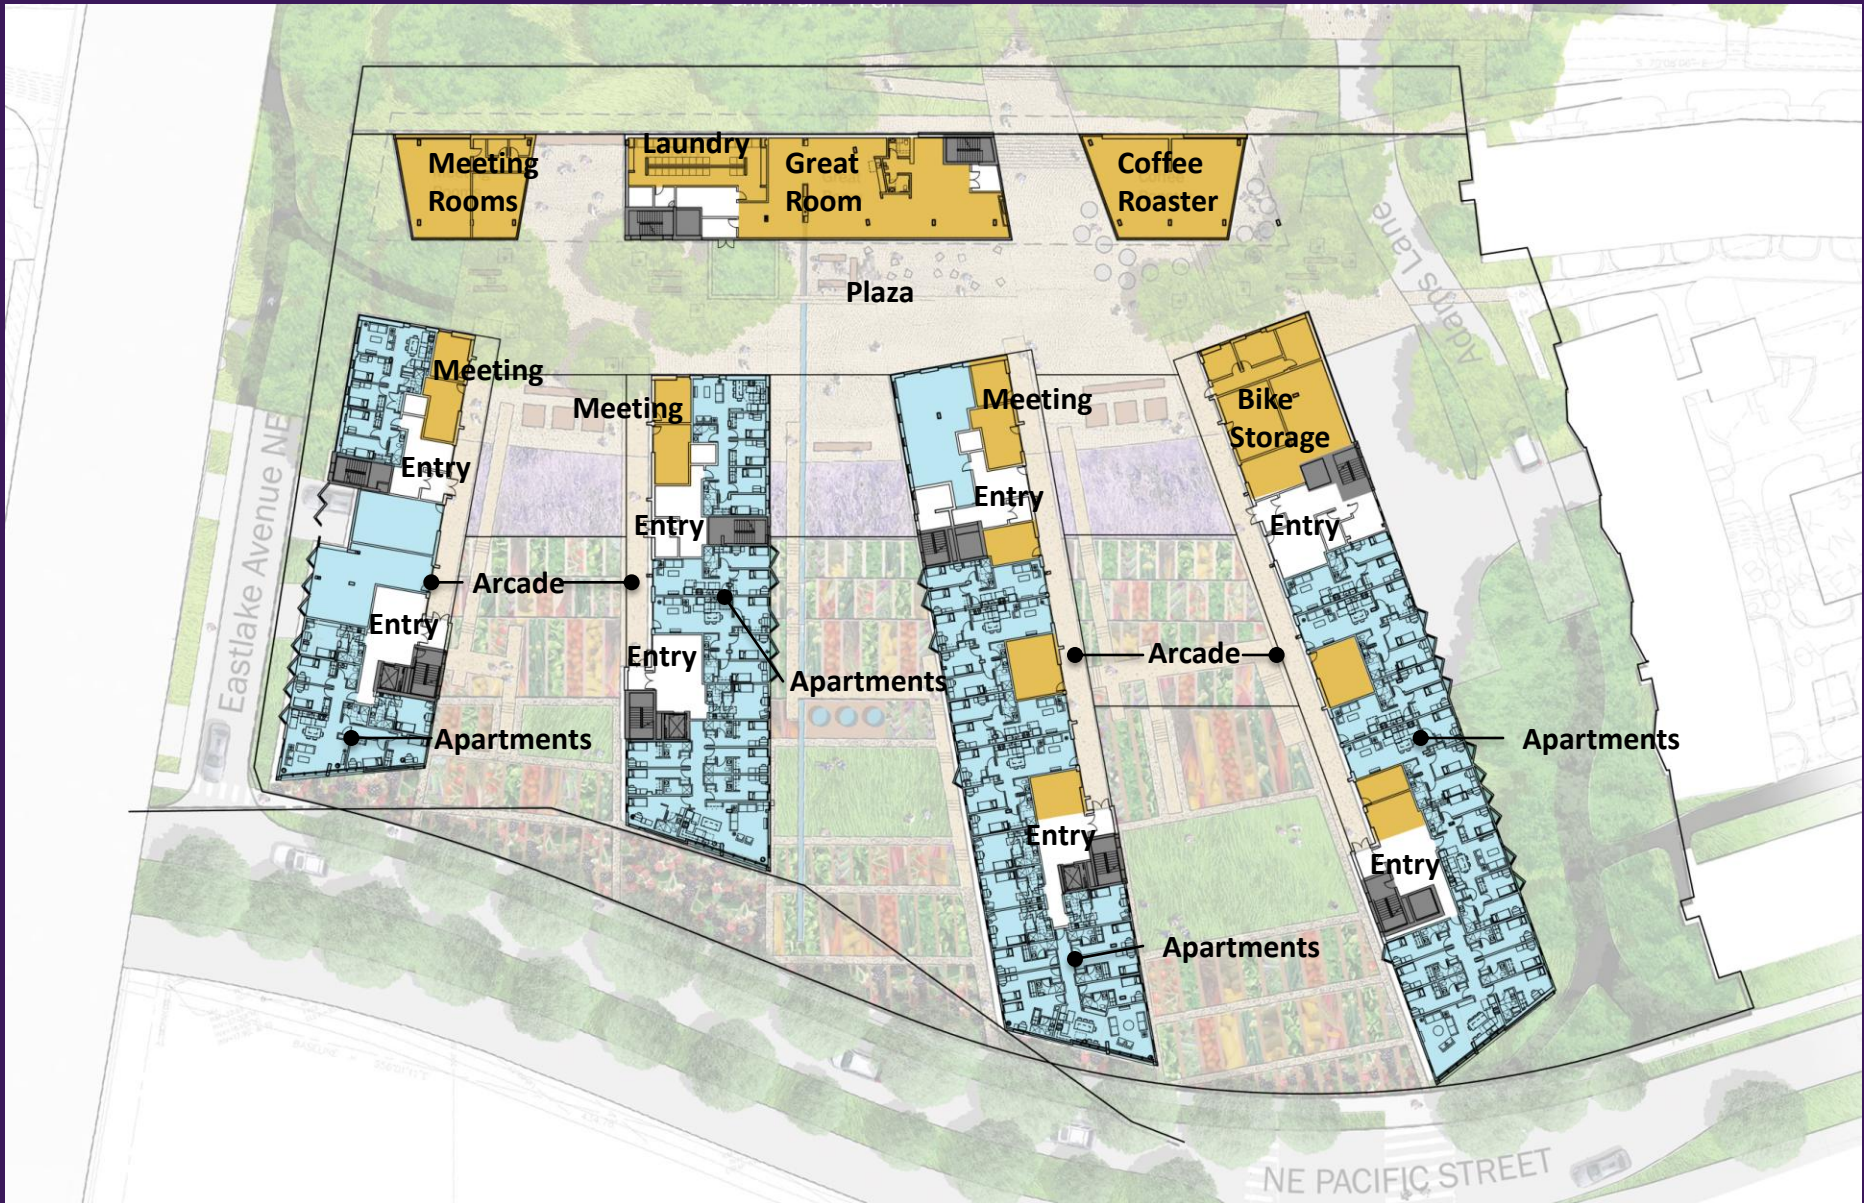 Meeting
Rooms
Laundry
Great
Room
Coffee
Roaster
Plaza
Adams Lane
Meeting
Meeting
Meeting
Bike
Storage
Eastlake Avenue NE
Entry
Entry
Entry
Entry
Arcade
Entry
Entry
Arcade
Apartments
Apartments
Apartments
Entry
Entry
Apartments
NE PACIFIC STREET